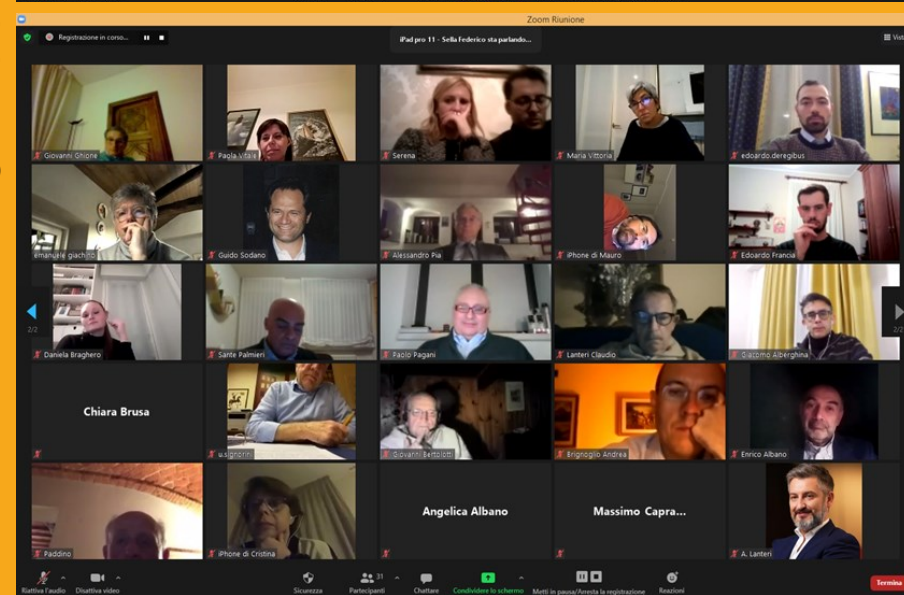 Zoom Riunione
Registrazione in corso...
iPad pro 11 - Sella Federico sta parlando...
Vist
Giovanni Ghione
Paola Vitale
Serena
Maria Vittoria
edoardo.deregibus
emanuele giachino
Guido Sodano
Alessandro Pia
iPhone di Mauro
Edoardo Francia
2/2
2/2
Daniela Braghero
Sante Palmieri
Paolo Pagani
Lanteri Claudio
Giacomo Alberghina
Chiara Brusa
u.signorini
Giovanni Bertolotti
Brignoglio Andrea
Enrico Albano
Paddino
iPhone di Cristina
Angelica Albano
Massimo Capra...
A. Lanteri
31
Riattiva l'audio
Disattiva video
Sicurezza
Partecipanti
Chattare
Condividere lo schermo
Metti in pausa/Arresta la registrazione
Reazioni
Termina